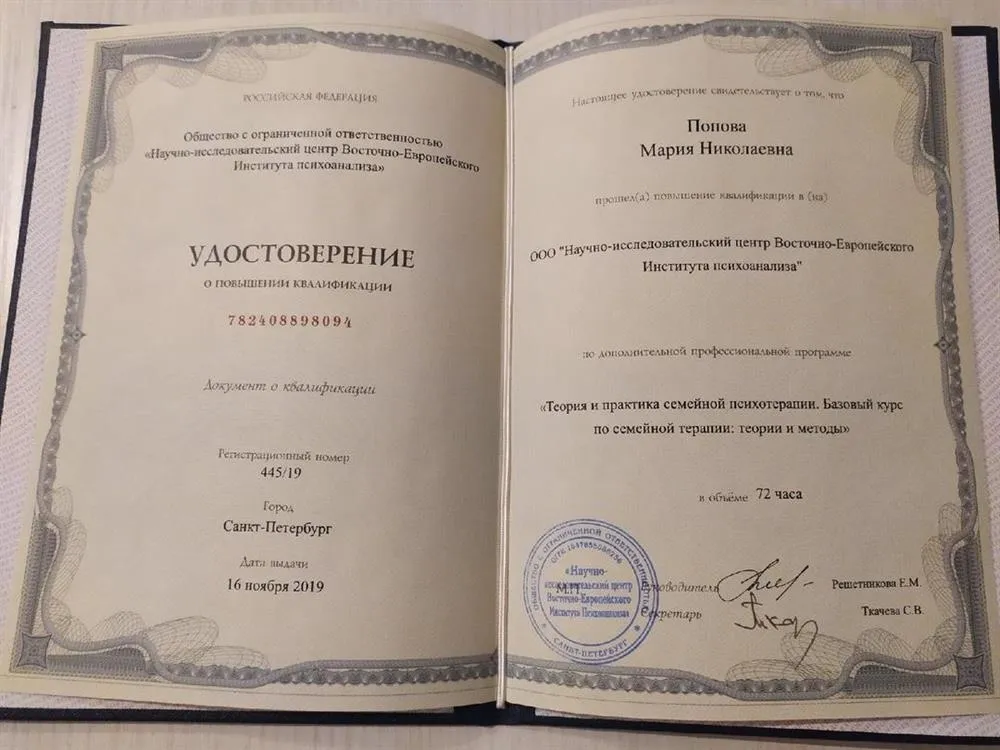 РОССИЙСКАЯ ФЕДЕРАЦИЯ
Общество с ограниченной ответственностью
«Научно-исследовательский центр Восточно-Европейского
Института психоанализа»
УДОСТОВЕРЕНИЕ
О ПОВЫШЕНИИ КВАЛИФИКАЦИИ
782408898094
Документ о квалификации
Регистрационный номер
445/19
Город
Санкт-Петербург
Дата выдачи
16 ноября 2019
Настоящее удостоверение свидетельствует о том, что
Попова
Мария Николаевна
прошел(а) повышение квалификации в (на)
ООО "Научно-исследовательский центр Восточно-Европейского
Института психоанализа"
по дополнительной профессиональной программе
«Теория и практика семейной психотерапии. Базовый курс
по семейной терапии: теории и методы»
в объёме 72 часа
М.П.
Руководитель
Решетникова Е.М.
Секретарь
Ткачева С.В.
ОБЩЕСТВО С ОГРАНИЧЕННОЙ ОТВЕТСТВЕННОСТЬЮ
«Научно-
исследовательский центр
Восточно-Европейского
Института Психоанализа»
САНКТ-ПЕТЕРБУРГ